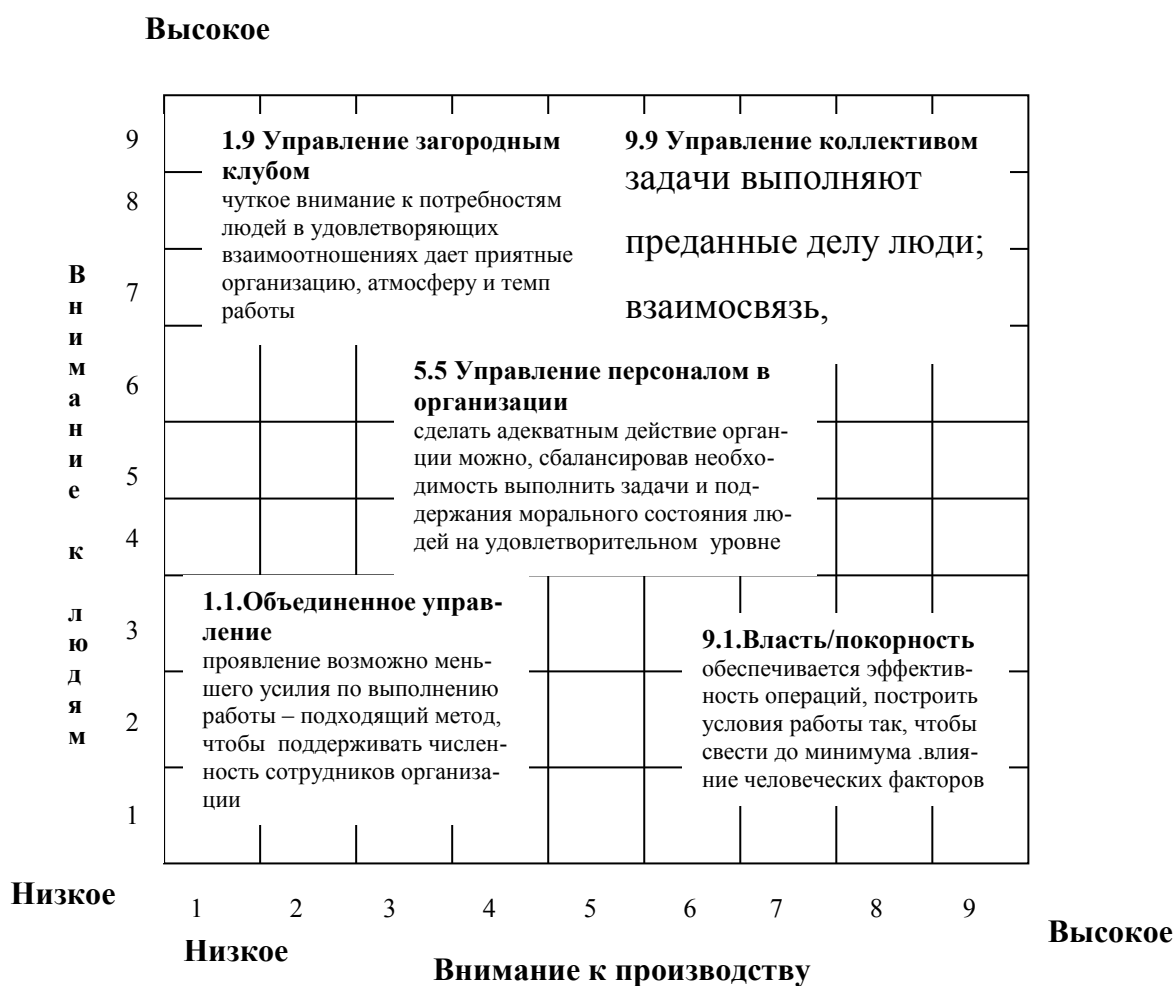 Высокое
9
8
7
6
5
4
3
2
1
Внимание к людям
1.9 Управление загородным
клубом
чуткое внимание к потребностям
людей в удовлетворяющих
взаимоотношениях дает приятные
организацию, атмосферу и темп
работы
9.9 Управление коллективом
задачи выполняют
преданные делу люди;
взаимосвязь,
5.5 Управление персоналом в
организации
сделать адекватным действие орган-
ции можно, сбалансировав необхо-
димость выполнить задачи и под-
держания морального состояния лю-
дей на удовлетворительном уровне
1.1.Объединенное управ-
ление
проявление возможно мень-
шего усилия по выполнению
работы – подходящий метод,
чтобы поддерживать числен-
ность сотрудников организа-
ции
9.1.Власть/покорность
обеспечивается эффектив-
ность операций, построить
условия работы так, чтобы
свести до минимума .влия-
ние человеческих факторов
Низкое
1 2 3 4 5 6 7 8 9
Низкое
Высокое
Внимание к производству